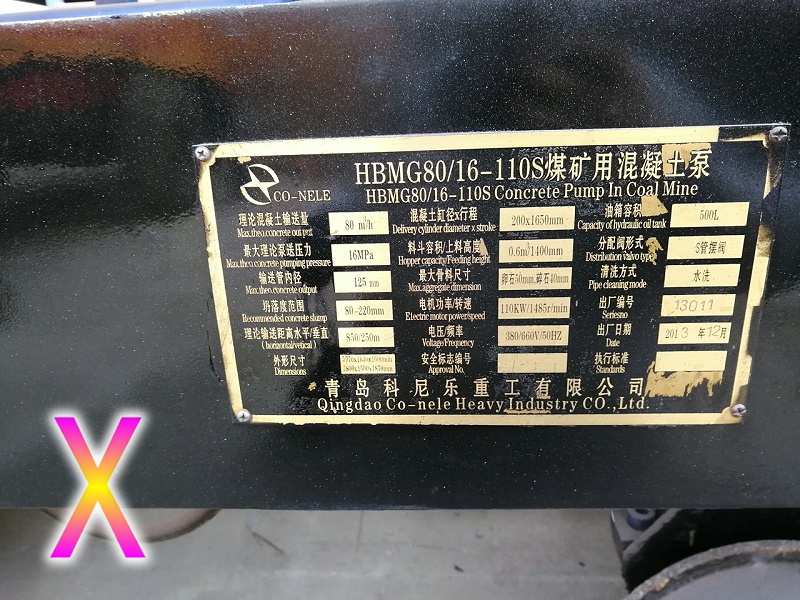 HBMG80/16-110S煤矿用混凝土泵
CO-NELE
HBMG80/16-110S Concrete Pump In Coal Mine
理论混凝土输送量
Max.theo.concrete out put
80 m³/h
最大理论泵送压力
Max.theo.concrete pumping pressure
16MPa
输送管内径
Max.theo.concrete output
125 mm
坍落度范围
Recommended concrete slump
80-220mm
理论输送距离水平/垂直
(horizontal/vetical)
850/250m
外形尺寸
Dimensions
混凝土缸径x行程
Delivery cylinder diameter x stroke
200x1650mm
料斗容积/上料高度
Hopper capacity/Feeding height
0.6m³/1400mm
最大骨料尺寸
Max.aggregate dimension
卵石50mm,碎石40mm
电机功率/转速
Electric motor power/speed
110KW/1485r/min
电压/频率
Voltage/Frequency
380/660V/50HZ
安全标志编号
Approval No.
油箱容积
Capacity of hydraulic oil tank
500L
分配阀形式
Distribution valvo type
S管摆阀
清洗方式
Pipe cleaning mode
水洗
出厂编号
Seriesno
13011
出厂日期
Date
2013 年12月
执行标准
Standards
青岛科尼乐重工有限公司
Qingdao Co-nele Heavy Industry CO.,Ltd.
X